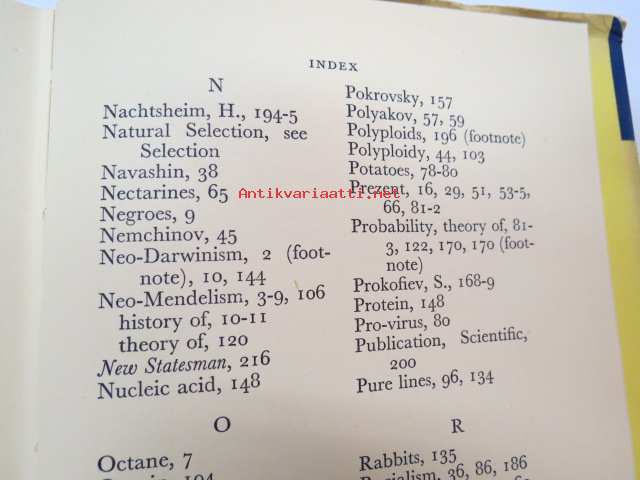 INDEX
N
Nachtsheim, H., 194-5
Natural Selection, see
Selection
Navashin, 38
Nectarines, 65
Negroes, 9
Nemchinov, 45
Neo-Darwinism, 2 (foot-
note), 10, 144
Neo-Mendelism, 3-9, 106
history of, 10-11
theory of, 120
New Statesman, 216
Nucleic acid, 148
O
Octane, 7
194
Pokrovsky, 157
Polyakov, 57, 59
Polyploids, 196 (footnote)
Polyploidy, 44, 103
Potatoes, 78-80
Prezent, 16, 29, 51, 53-5,
66, 81-2
Probability, theory of, 81-
3, 122, 170, 170 (foot-
note)
Prokofiev, S., 168-9
Protein, 148
Pro-virus, 80
Publication, Scientific,
200
Pure lines, 96, 134
R
Rabbits, 135
Racialism, 36, 86, 186
Antikvariaatti.net